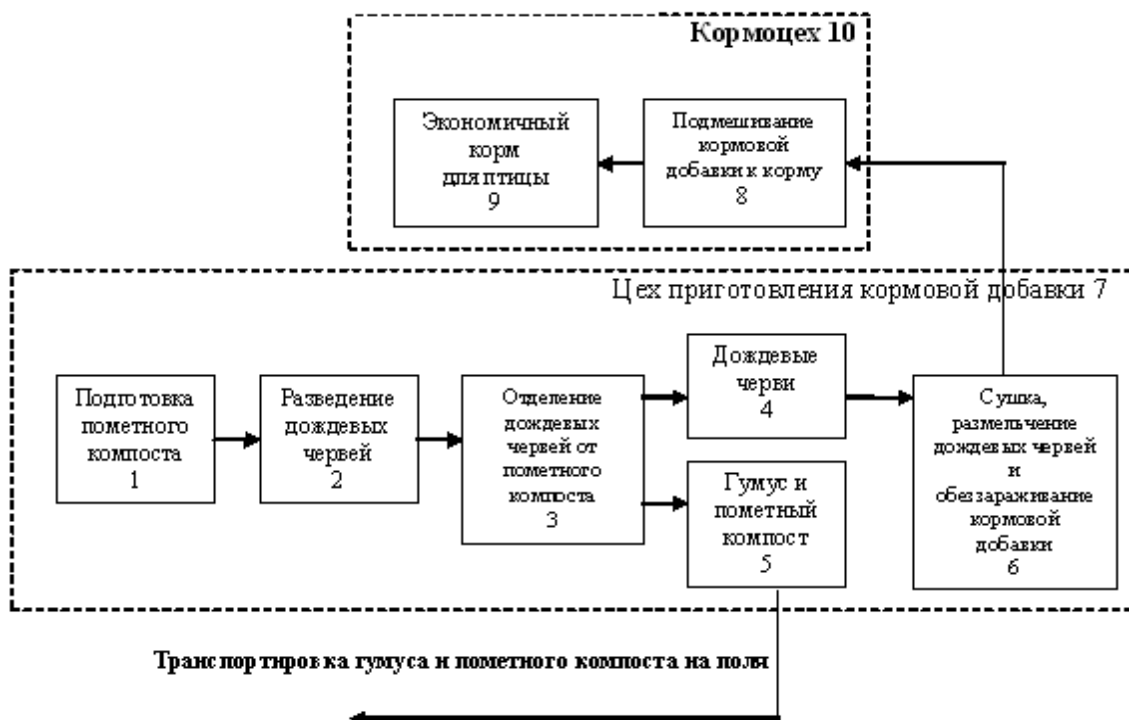 Кормоцех 10
Экономичный
корм
для птицы
9
Подмешивание
кормовой
добавки к корму
8
Цех приготовления кормовой добавки 7
Подготовка
пометного
компоста
1
Разведение
дождевых
червей
2
Отделение
дождевых
червей от
пометного
компоста
3
Дождевые
черви
4
Гумус и
пометный
компост
5
Сушка,
размельчение
дождевых червей
и
обеззараживание
кормовой
добавки
6
Транспортировка гумуса и пометного компоста на поля